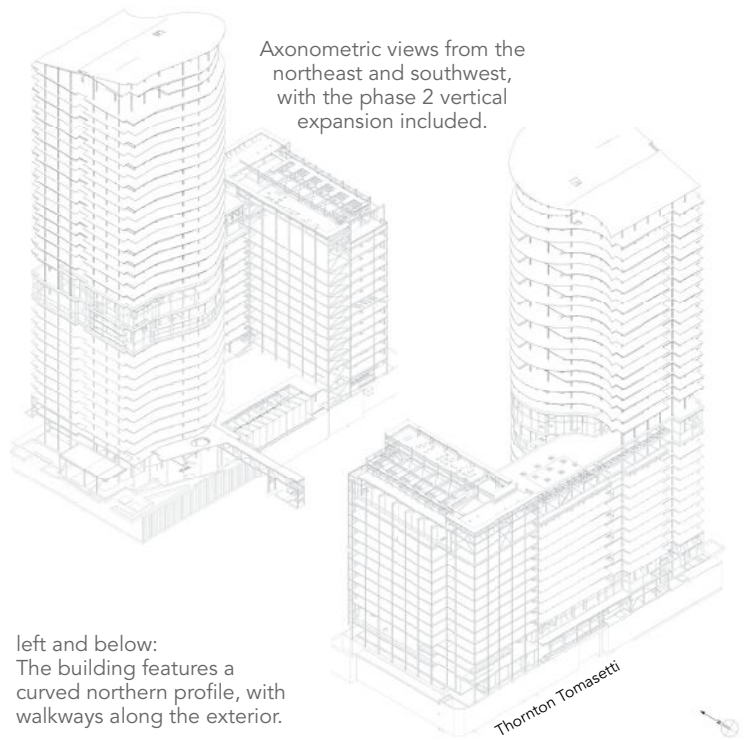 Axonometric views from the
northeast and southwest,
with the phase 2 vertical
expansion included.
left and below:
The building features a
curved northern profile, with
walkways along the exterior.
Thornton Tomasetti